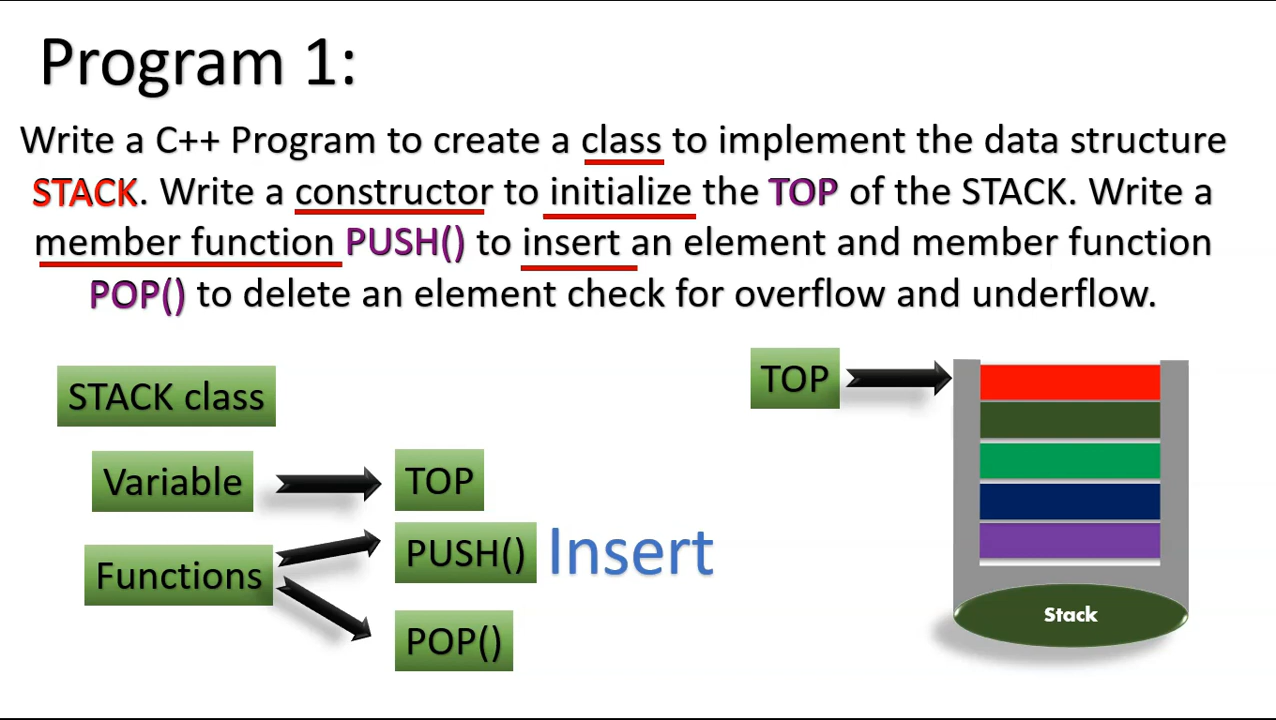 Program 1:
Write a C++ Program to create a class to implement the data structure
STACK. Write a constructor to initialize the TOP of the STACK. Write a
member function PUSH() to insert an element and member function
POP() to delete an element check for overflow and underflow.
STACK class
TOP
Variable
TOP
Functions
PUSH() Insert
POP()
Stack